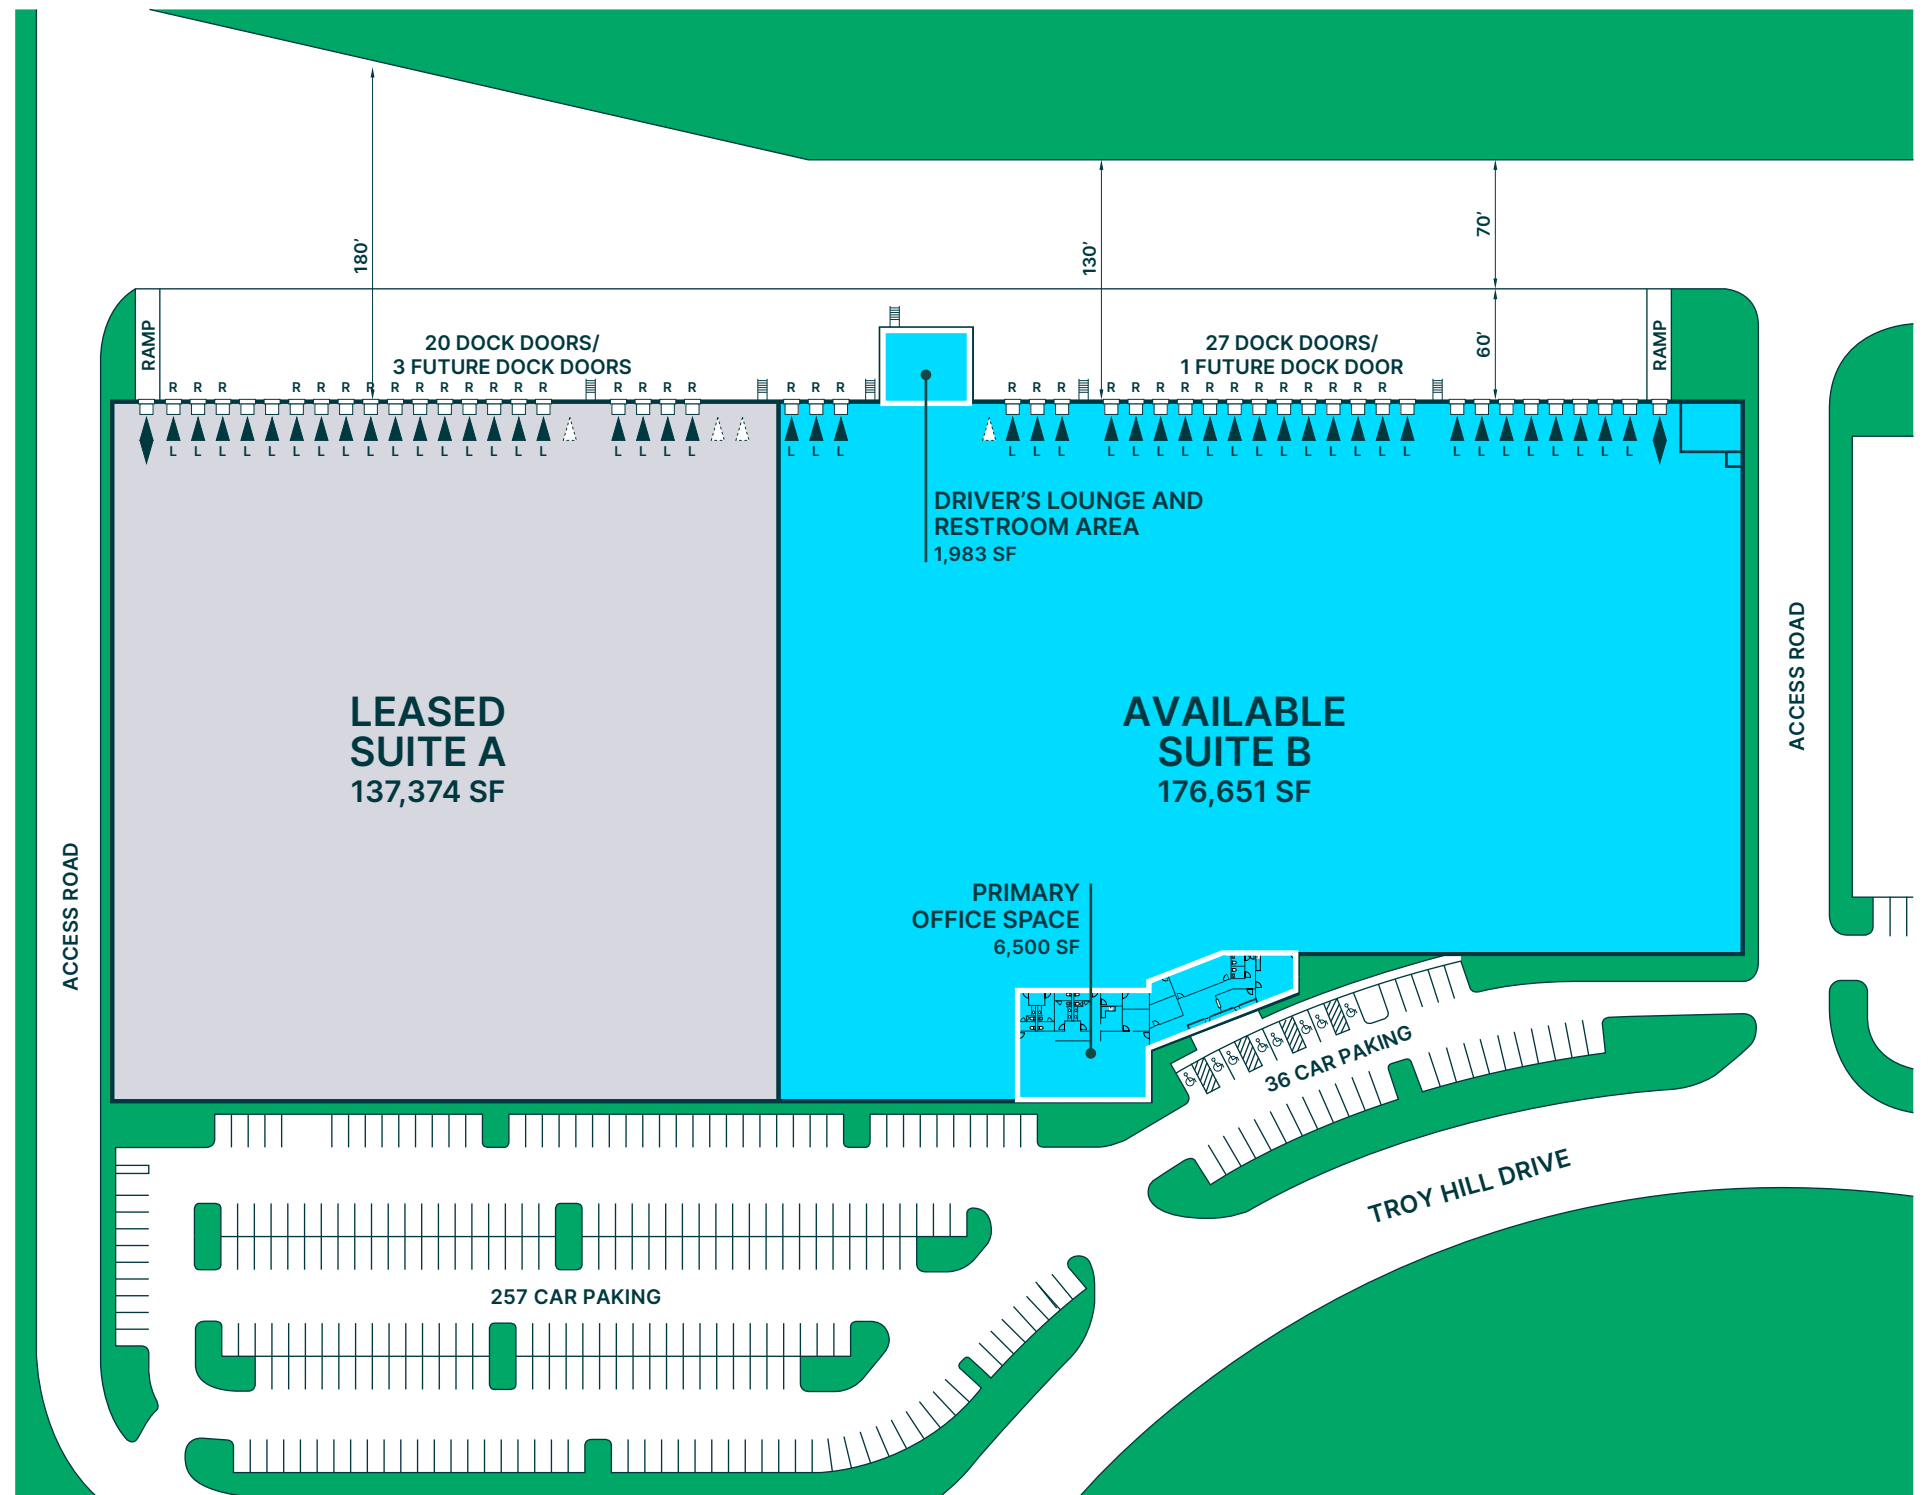 180’
130’
70’
60’
RAMP
20 DOCK DOORS/
3 FUTURE DOCK DOORS
27 DOCK DOORS/
1 FUTURE DOCK DOOR
RAMP
R R R R R R R R R R R R R R R R R R R R R R R R R R R R R R R R R R R R
L L L L L L L L L L L L L L L L L L L L L L L L L L L L L L L L L L L L L L L L L L L L L L L
DRIVER’S LOUNGE AND
RESTROOM AREA
1,983 SF
LEASED
SUITE A
137,374 SF
AVAILABLE
SUITE B
176,651 SF
ACCESS ROAD
ACCESS ROAD
PRIMARY
OFFICE SPACE
6,500 SF
36 CAR PAKING
TROY HILL DRIVE
257 CAR PAKING